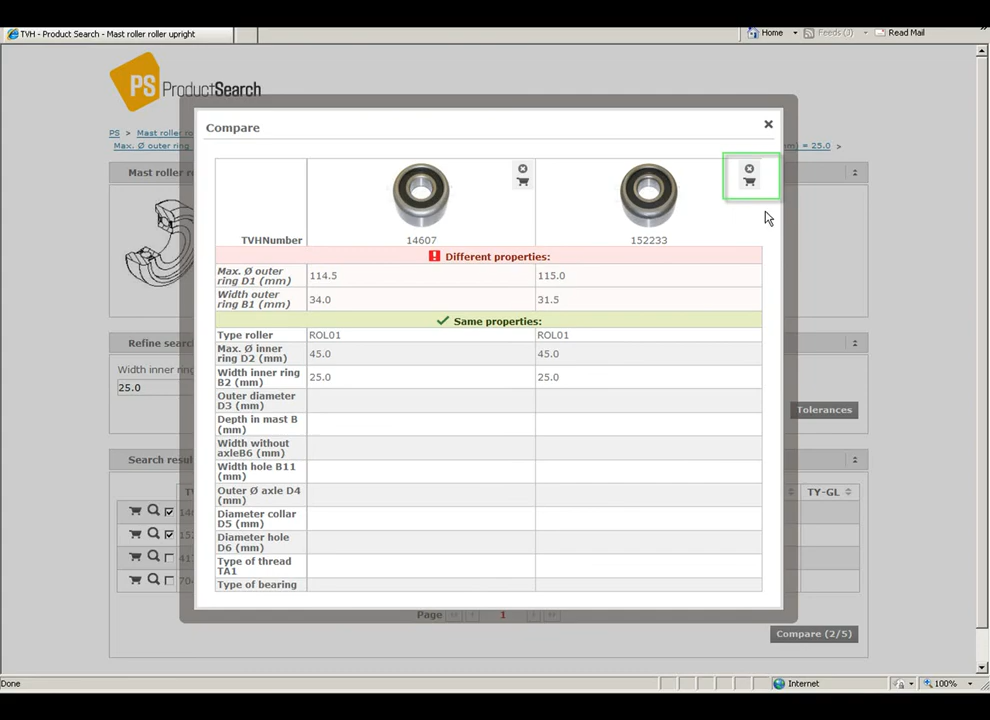 TVH - Product Search - Mast roller roller upright
Home
Feeds (J)
Read Mail
PS ProductSearch
PS > Mast roller
Max. Ø outer ring = 25.0 >
Compare
Mast roller
TVHNumber 14607 152233
Different properties:
Max. Ø outer ring D1 (mm) 114.5 115.0
Width outer ring B1 (mm) 34.0 31.5
Same properties:
Type roller ROL01 ROL01
Max. Ø inner ring D2 (mm) 45.0 45.0
Width inner ring B2 (mm) 25.0 25.0
Outer diameter D3 (mm)
Depth in mast B (mm)
Width without axleB6 (mm)
Width hole B11 (mm)
Outer Ø axle D4 (mm)
Diameter collar D5 (mm)
Diameter hole D6 (mm)
Type of thread TA1
Type of bearing
Refine
Width inner
25.0
Tolerances
Search
TY-GL
Page 1
Compare (2/5)
Done
Internet
100%